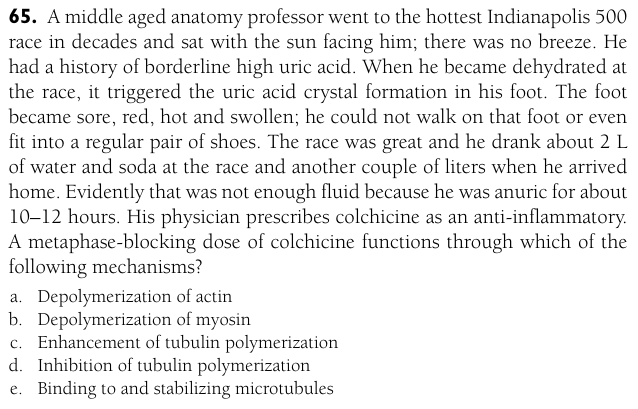 65. A middle aged anatomy professor went to the hottest Indianapolis 500
race in decades and sat with the sun facing him; there was no breeze. He
had a history of borderline high uric acid. When he became dehydrated at
the race, it triggered the uric acid crystal formation in his foot. The foot
became sore, red, hot and swollen; he could not walk on that foot or even
fit into a regular pair of shoes. The race was great and he drank about 2 L
of water and soda at the race and another couple of liters when he arrived
home. Evidently that was not enough fluid because he was anuric for about
10–12 hours. His physician prescribes colchicine as an anti-inflammatory.
A metaphase-blocking dose of colchicine functions through which of the
following mechanisms?
a. Depolymerization of actin
b. Depolymerization of myosin
c. Enhancement of tubulin polymerization
d. Inhibition of tubulin polymerization
e. Binding to and stabilizing microtubules